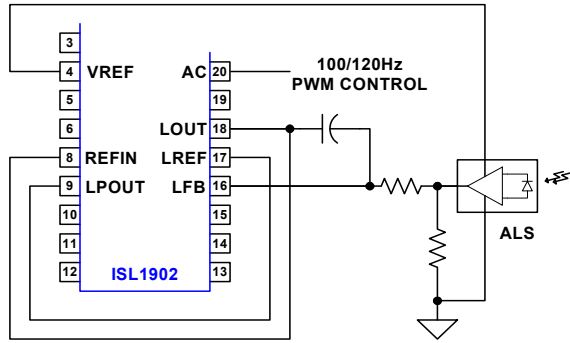 3
4 VREF
5
6
8 REFIN
9 LPOUT
10
11
12
AC 20
19
LOUT 18
LREF 17
LFB 16
15
14
13
ISL1902
100/120Hz
PWM CONTROL
ALS